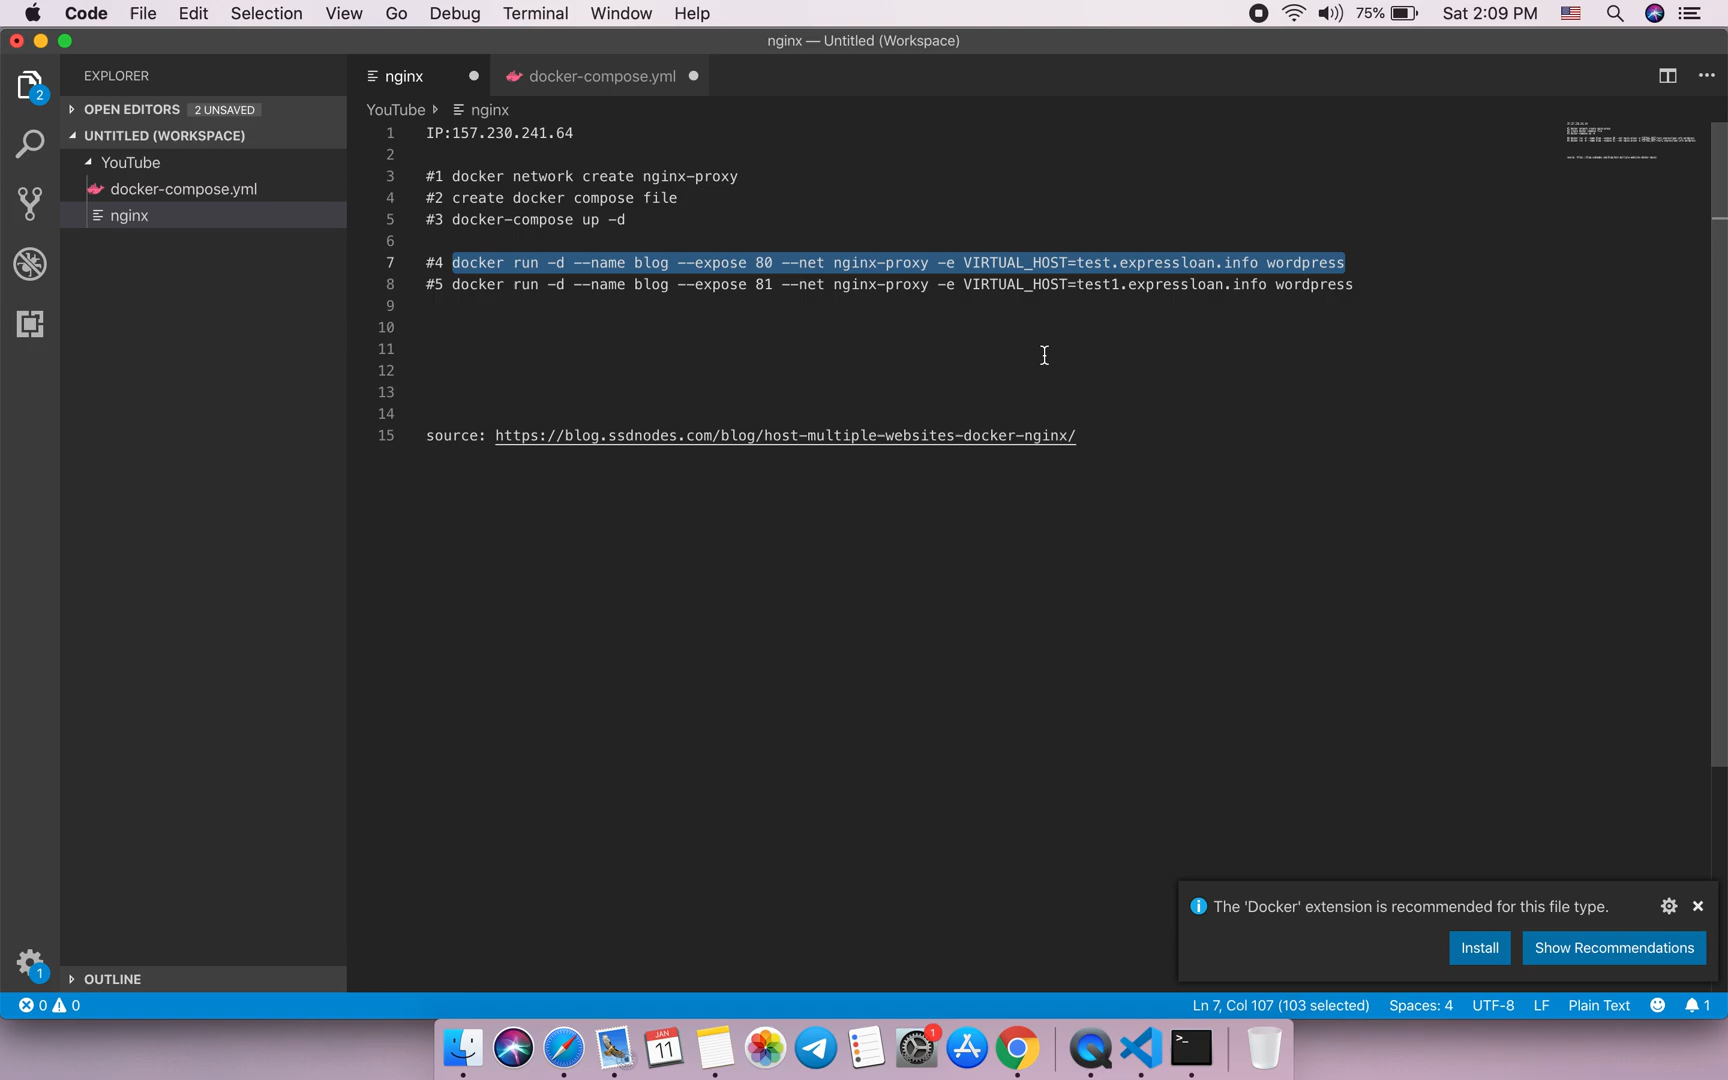 Code File Edit Selection View Go Debug Terminal Window Help 75% Sat 2:09 PM
nginx — Untitled (Workspace)
EXPLORER
2
OPEN EDITORS 2 UNSAVED
UNTITLED (WORKSPACE)
YouTube
docker-compose.yml
nginx
nginx docker-compose.yml
YouTube nginx
1 IP:157.230.241.64
2
3 #1 docker network create nginx-proxy
4 #2 create docker compose file
5 #3 docker-compose up -d
6
7 #4 docker run -d --name blog --expose 80 --net nginx-proxy -e VIRTUAL_HOST=test.expressloan.info wordpress
8 #5 docker run -d --name blog --expose 81 --net nginx-proxy -e VIRTUAL_HOST=test1.expressloan.info wordpress
9
10
11
12
13
14
15 source: https://blog.ssdnodes.com/blog/host-multiple-websites-docker-nginx/
The 'Docker' extension is recommended for this file type.
Install Show Recommendations
1
OUTLINE
0 0 Ln 7, Col 107 (103 selected) Spaces: 4 UTF-8 LF Plain Text 1
JAN
11
1